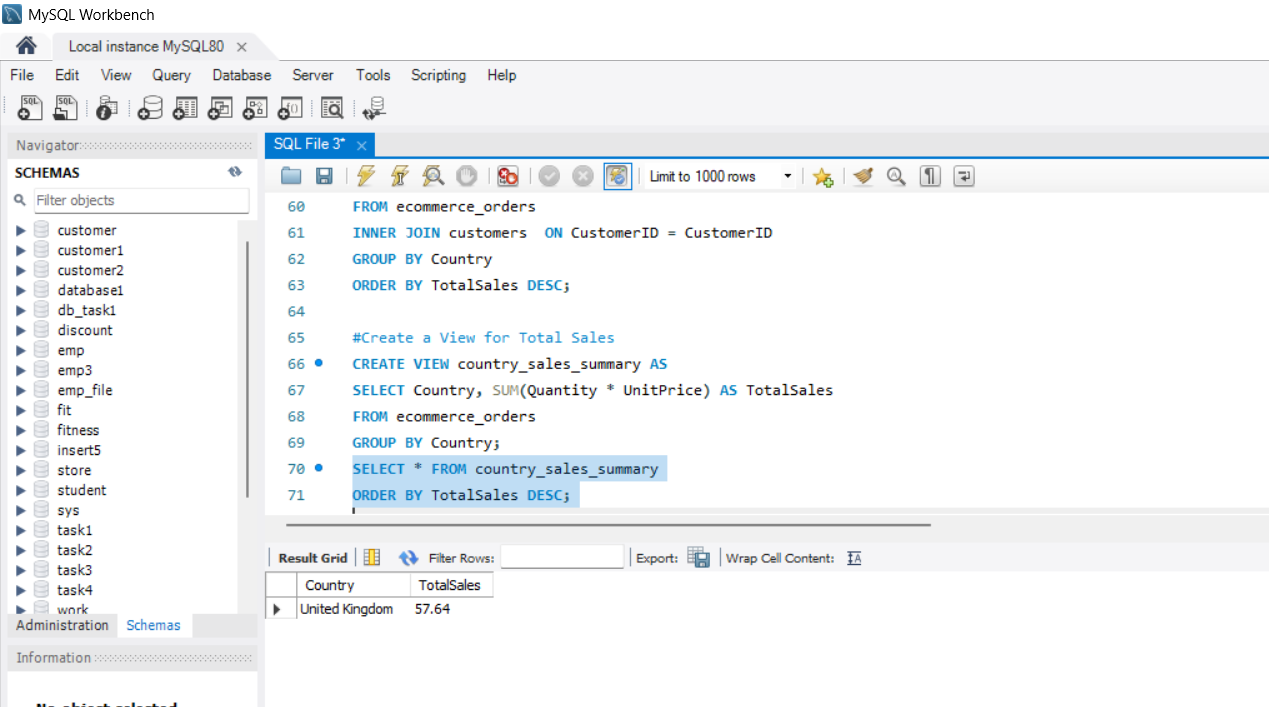 MySQL Workbench
Local instance MySQL80
File Edit View Query Database Server Tools Scripting Help
SQL SQL
Navigator
SCHEMAS
Filter objects
customer
customer1
customer2
database1
db_task1
discount
emp
emp3
emp_file
fit
fitness
insert5
store
student
sys
task1
task2
task3
task4
work
Administration Schemas
Information
No object selected
SQL File 3*
Limit to 1000 rows
60 FROM ecommerce_orders
61 INNER JOIN customers  ON CustomerID = CustomerID
62 GROUP BY Country
63 ORDER BY TotalSales DESC;
64
65 #Create a View for Total Sales
66 CREATE VIEW country_sales_summary AS
67 SELECT Country, SUM(Quantity * UnitPrice) AS TotalSales
68 FROM ecommerce_orders
69 GROUP BY Country;
70 SELECT * FROM country_sales_summary
71 ORDER BY TotalSales DESC;
Result Grid Filter Rows: Export: Wrap Cell Content:
Country TotalSales
United Kingdom 57.64